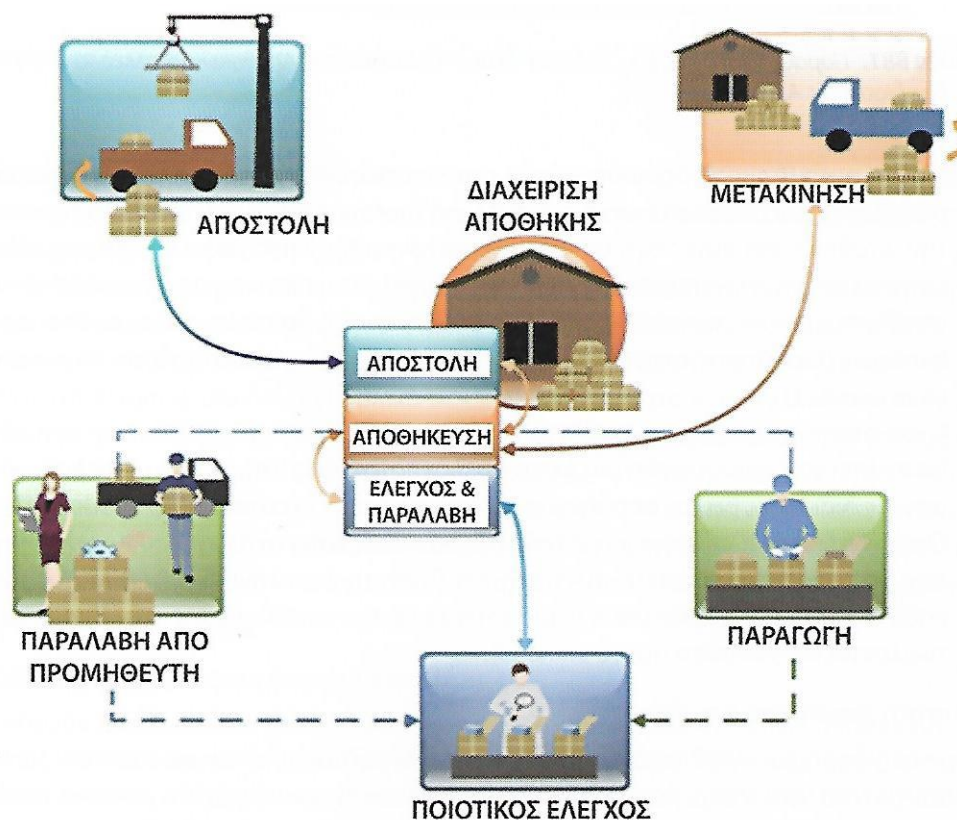 ΑΠΟΣΤΟΛΗ
ΔΙΑΧΕΙΡΙΣΗ
ΑΠΟΘΗΚΗΣ
ΜΕΤΑΚΙΝΗΣΗ
ΑΠΟΣΤΟΛΗ
ΑΠΟΘΗΚΕΥΣΗ
ΕΛΕΓΧΟΣ &
ΠΑΡΑΛΑΒΗ
ΠΑΡΑΛΑΒΗ ΑΠΟ
ΠΡΟΜΗΘΕΥΤΗ
ΠΑΡΑΓΩΓΗ
ΠΟΙΟΤΙΚΟΣ ΕΛΕΓΧΟΣ